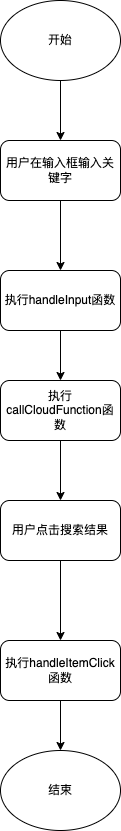 开始
用户在输入框输入关
键字
执行handleInput函数
执行
callCloudFunction函
数
用户点击搜索结果
执行handleItemClick
函数
结束